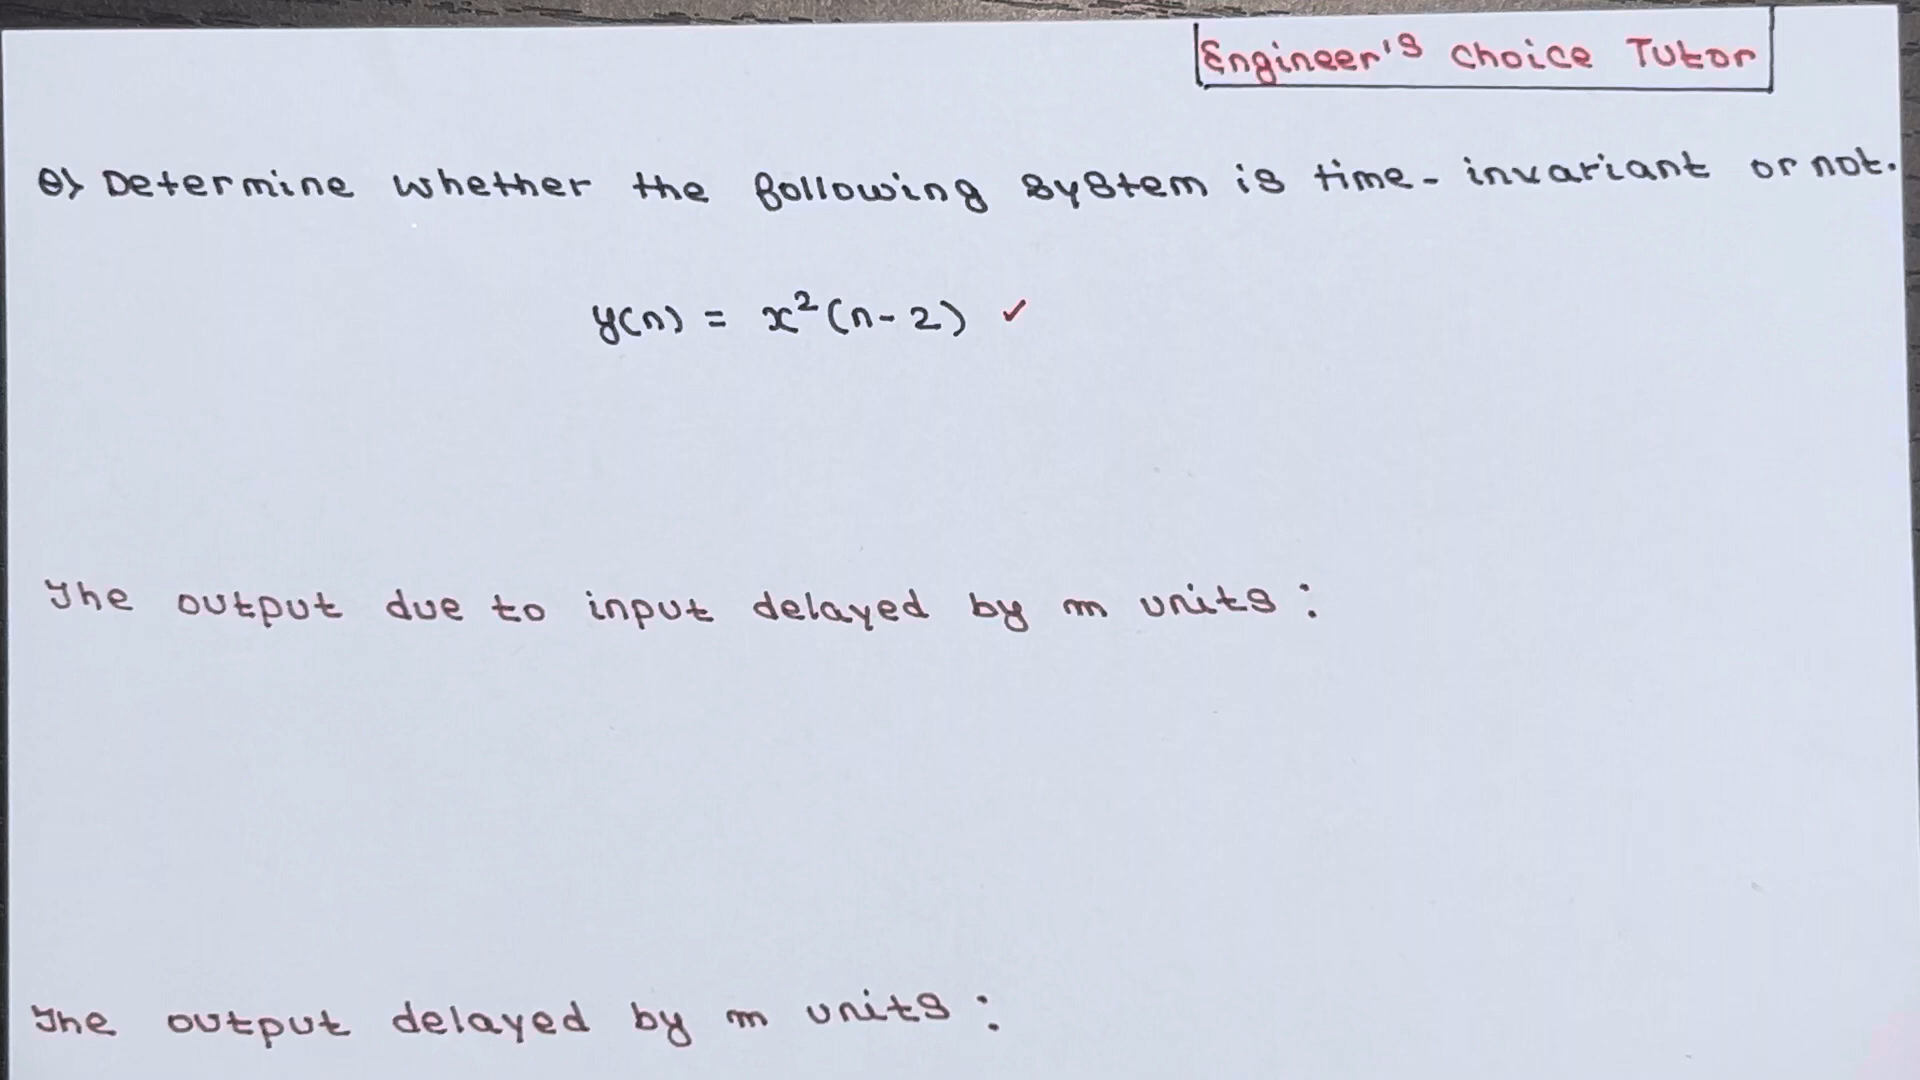 Engineer's Choice Tutor
Q) Determine whether the following system is time-invariant or not.
y(n) = x²(n-2) ✓
The output due to input delayed by m units :
The output delayed by m units :